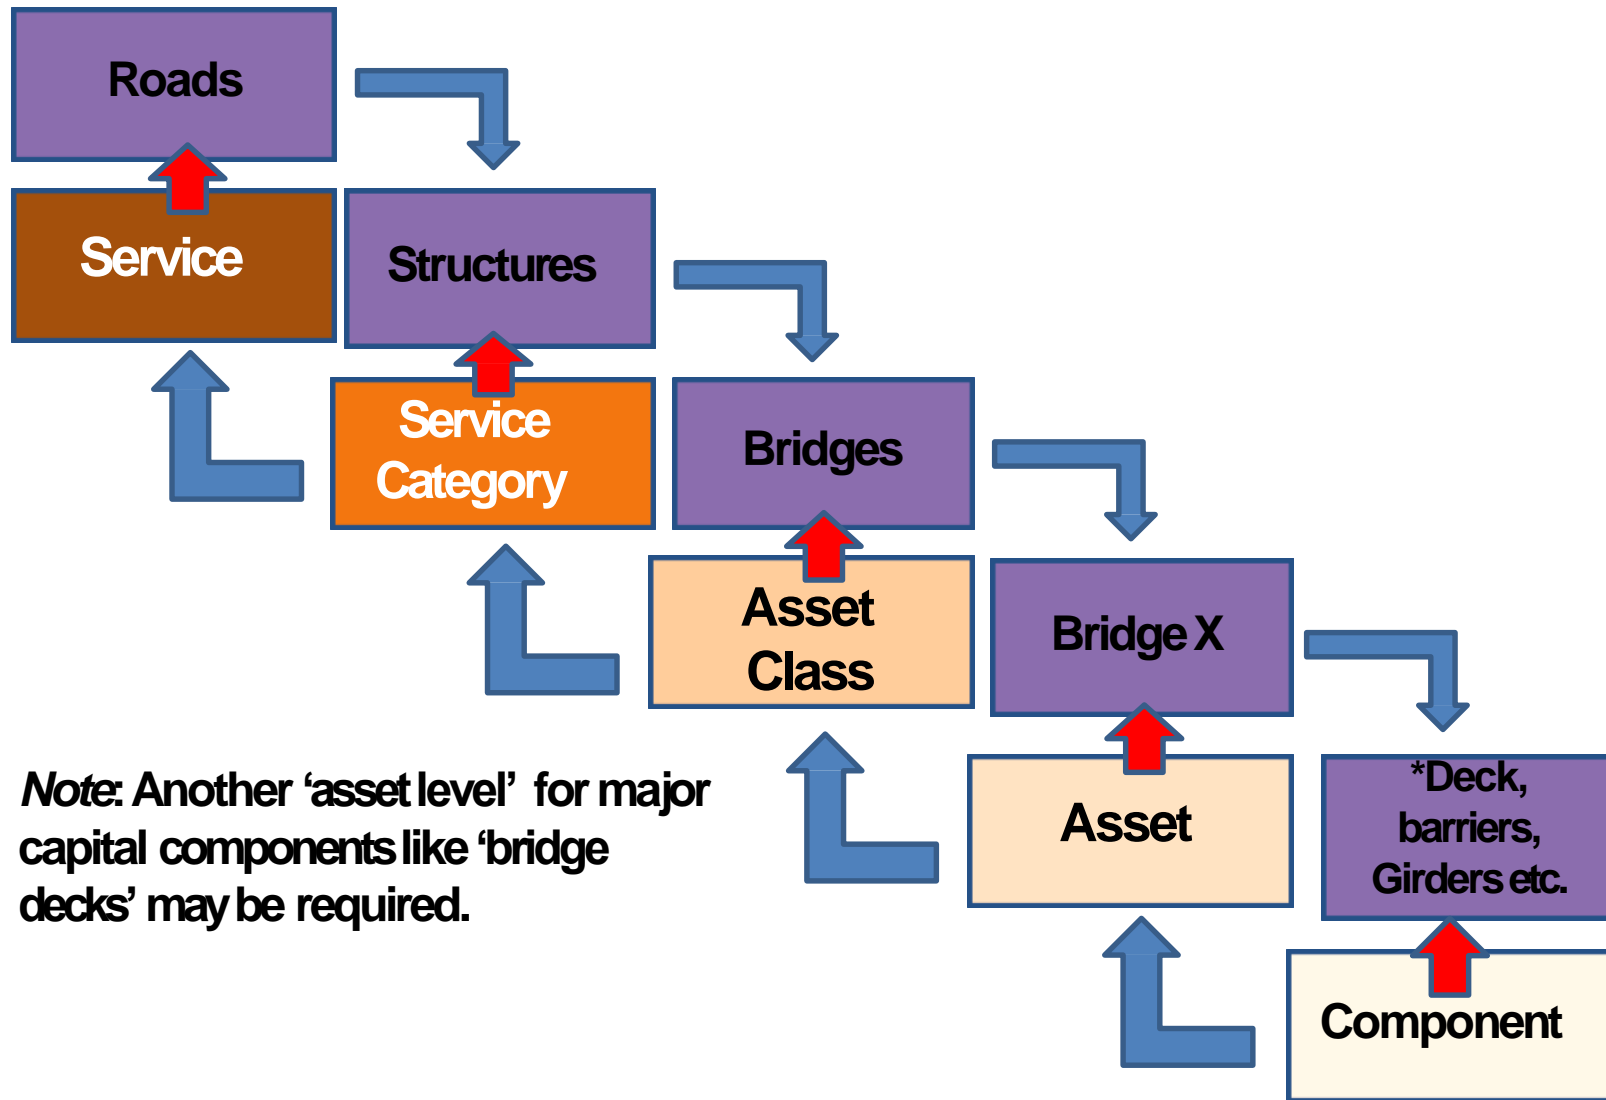 Roads
Service
Structures
Service
Category
Bridges
Asset
Class
Bridge X
Asset
*Deck,
barriers,
Girders etc.
Component
Note: Another ‘asset level’ for major
capital components like ‘bridge
decks’ may be required.